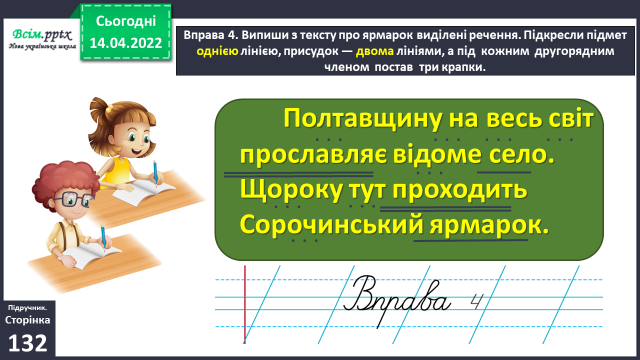 Всім.pptx
Нова українська школа
Сьогодні
14.04.2022
Вправа 4. Випиши з тексту про ярмарок виділені речення. Підкресли підмет
однією лінією, присудок — двома лініями, а під кожним другорядним
членом постав три крапки.
Полтавщину на весь світ
прославляє відоме село.
Щороку тут проходить
Сорочинський ярмарок.
Вправа 4
Підручник.
Сторінка
132